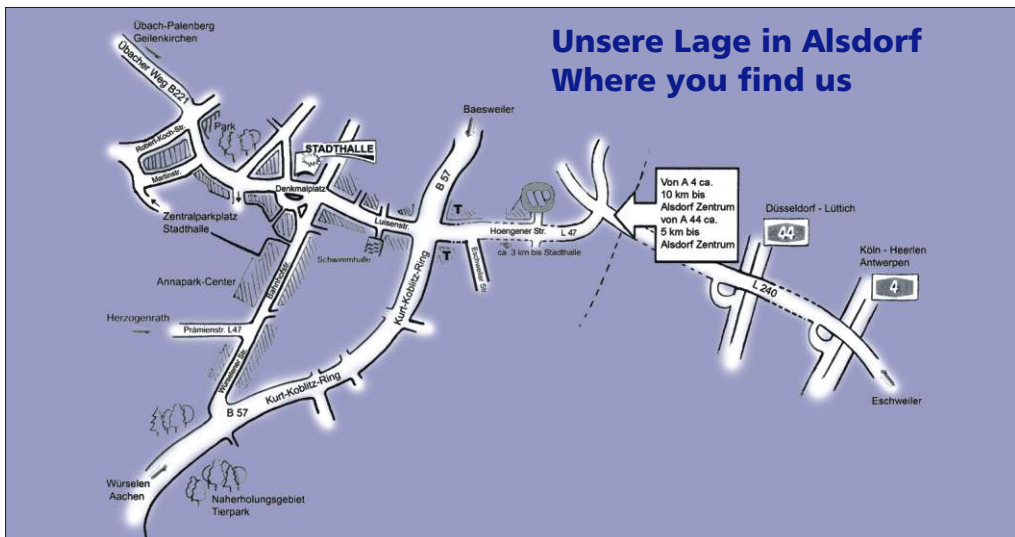 Unsere Lage in Alsdorf
Where you find us
Übach-Palenberg
Geilenkirchen
Übacher Weg B221
Park
Robert-Koch-Str.
Martinstr.
STADTHALLE
Denkmalplatz
Baesweiler
B 57
Zentralparkplatz
Stadthalle
Luisenstr.
Schwimmhalle
T
T
Hoengener Str.
L 47
ca 3 km bis Stadthalle
Eschweiler Str
Von A 4 ca.
10 km bis
Alsdorf Zentrum
von A 44 ca.
5 km bis
Alsdorf Zentrum
Düsseldorf - Lüttich
44
Köln - Heerlen
Antwerpen
4
L 240
Eschweiler
Annapark-Center
Bahnhofstr
Herzogenrath
Prämienstr. L47
Würselener Str.
Kurt-Koblitz-Ring
Kurt-Koblitz-Ring
B 57
Würselen
Aachen
Naherholungsgebiet
Tierpark